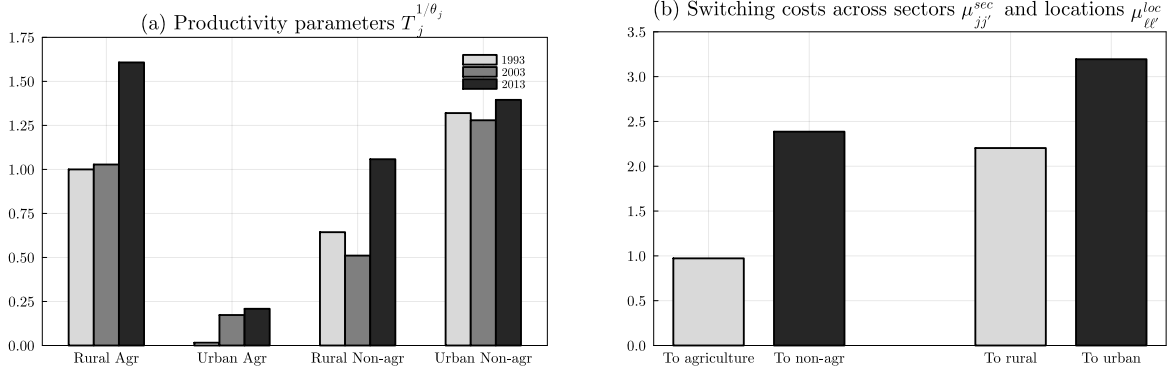 (a) Productivity parameters T_j^{1/θ_j}
1.75
1.50
1.25
1.00
0.75
0.50
0.25
0.00
1993
2003
2013
Rural Agr
Urban Agr
Rural Non-agr
Urban Non-agr
(b) Switching costs across sectors μ_{jj′}^{sec} and locations μ_{ℓℓ′}^{loc}
3.5
3.0
2.5
2.0
1.5
1.0
0.5
0.0
To agriculture
To non-agr
To rural
To urban